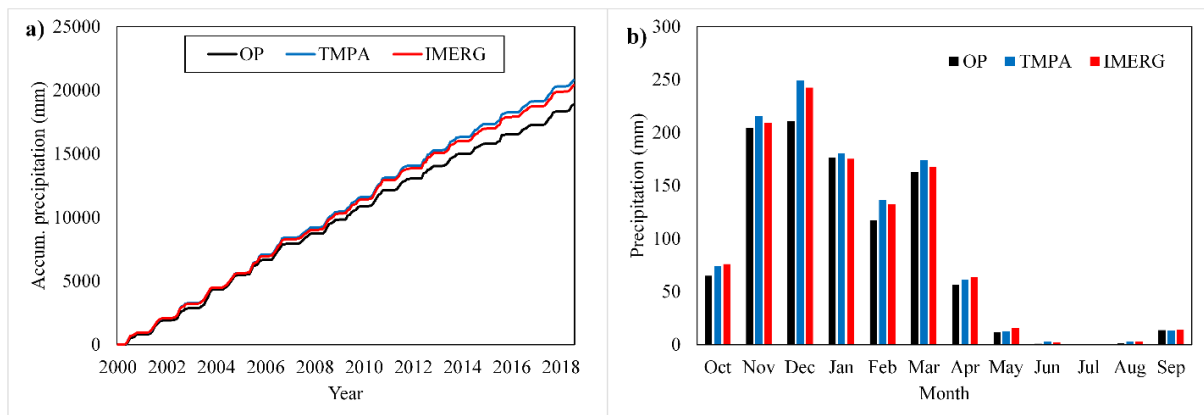 a)
OP TMPA IMERG
Accum. precipitation (mm)
25000
20000
15000
10000
5000
0
2000 2002 2004 2006 2008 2010 2012 2014 2016 2018
Year
b)
OP TMPA IMERG
Precipitation (mm)
300
250
200
150
100
50
0
Oct Nov Dec Jan Feb Mar Apr May Jun Jul Aug Sep
Month